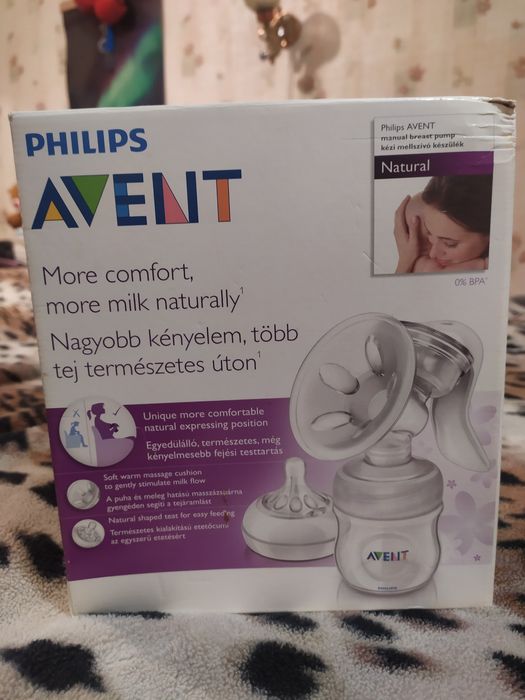 PHILIPS
AVENT
Philips AVENT
manual breast pump
kézi mellszívó készülék
Natural
0% BPA*
More comfort,
more milk naturally¹
Nagyobb kényelem, több
tej természetes úton¹
Unique more comfortable
natural expressing position
Egyedülálló, természetes, még
kényelmesebb fejési testtartás
Soft warm massage cushion
to gently stimulate milk flow
A puha és meleg hatású masszázspárna
gyengéden segíti a tejáramlást
Natural shaped teat for easy feeding
Természetes kialakítású etetőcumi
az egyszerű etetésért
AVENT
PHILIPS